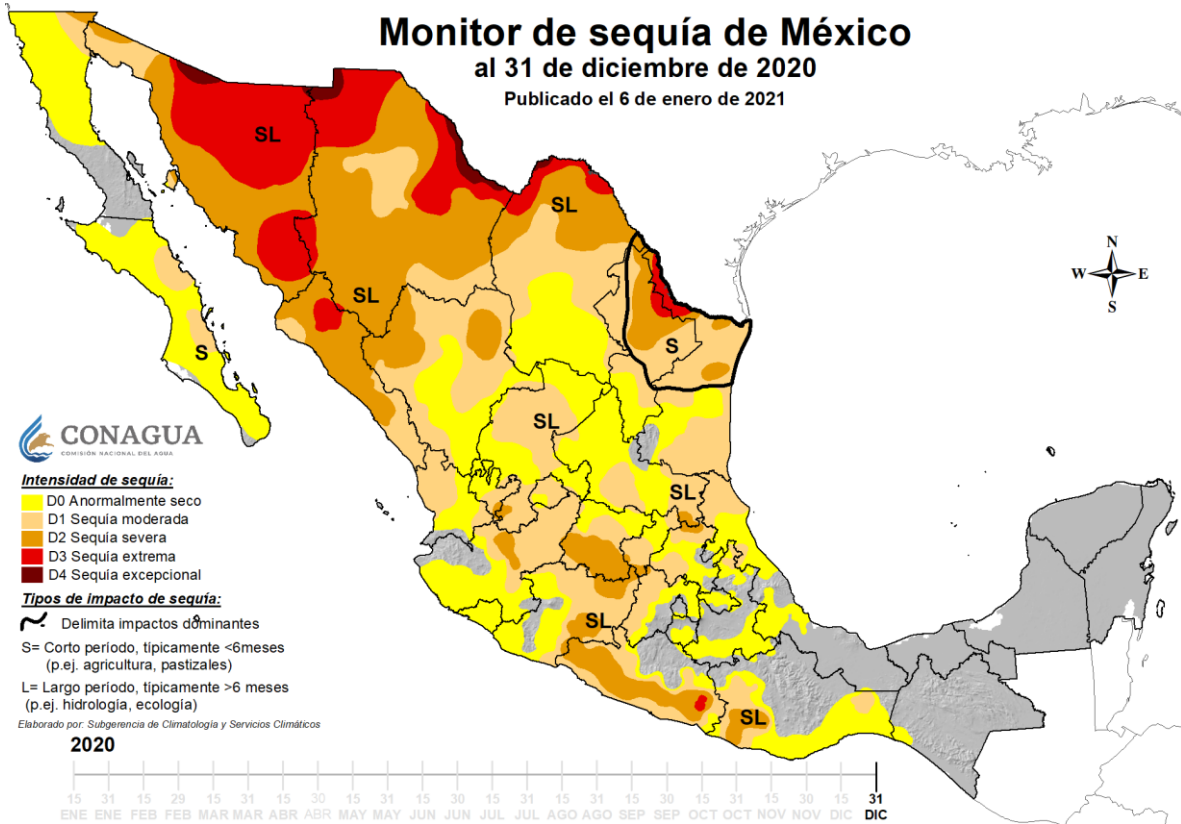 Monitor de sequía de México
al 31 de diciembre de 2020
Publicado el 6 de enero de 2021
SL
SL
N
W E
S
SL
S
S
SL
CONAGUA
COMISIÓN NACIONAL DEL AGUA
Intensidad de sequía:
D0 Anormalmente seco
D1 Sequía moderada
D2 Sequía severa
D3 Sequía extrema
D4 Sequía excepcional
SL
Tipos de impacto de sequía:
Delimita impactos dominantes
S= Corto período, típicamente <6meses
(p.ej. agricultura, pastizales)
L= Largo período, típicamente >6 meses
(p.ej. hidrología, ecología)
SL
SL
Elaborado por: Subgerencia de Climatología y Servicios Climáticos
2020
15 31 15 29 15 31 15 30 15 31 15 30 15 31 15 31 15 30 15 31 15 30 15 31
ENE ENE FEB FEB MAR MAR ABR ABR MAY MAY JUN JUN JUL JUL AGO AGO SEP SEP OCT OCT NOV NOV DIC DIC